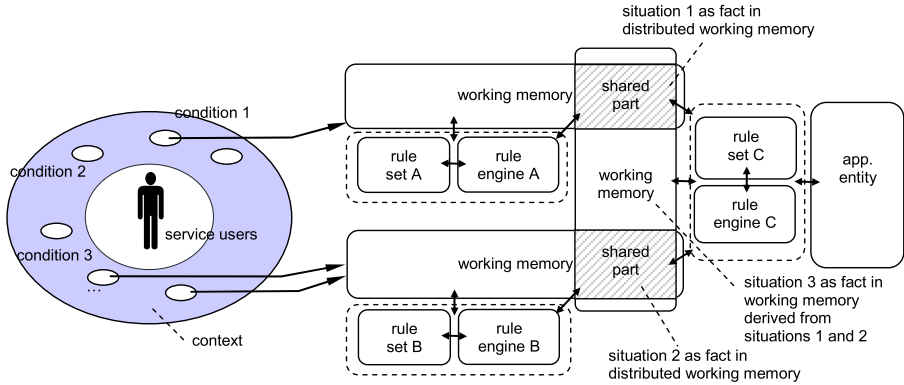 situation 1 as fact in
distributed working memory
condition 1
condition 2
service users
condition 3
...
context
working memory
shared
part
rule
set A
rule
engine A
working
memory
working memory
shared
part
rule
set B
rule
engine B
rule
set C
rule
engine C
app.
entity
situation 3 as fact in
working memory
derived from
situations 1 and 2
situation 2 as fact in
distributed working memory